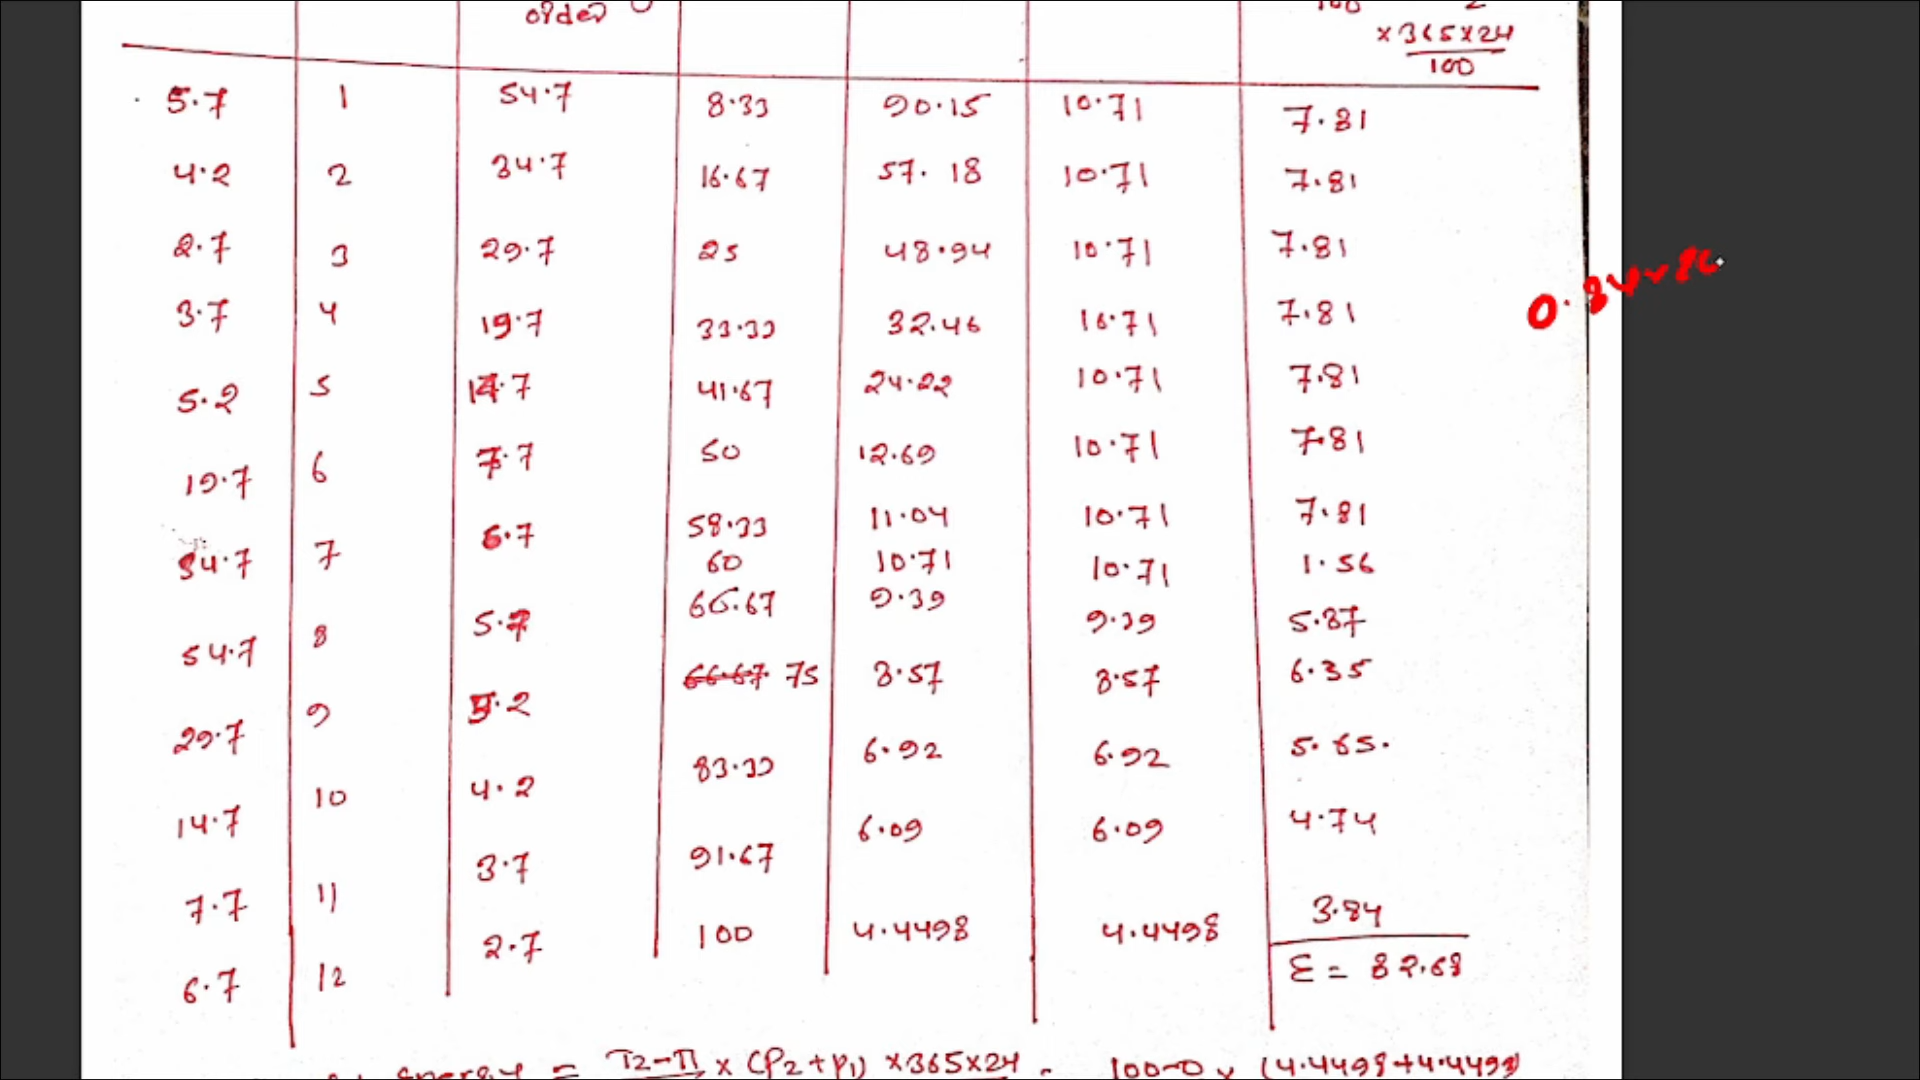 order
100 2
x 365x24
100
5.7 1 54.7 8.33 90.15 10.71 7.81
4.2 2 34.7 16.67 57.18 10.71 7.81
2.7 3 29.7 25 48.94 10.71 7.81
3.7 4 19.7 33.33 32.46 10.71 7.81
5.2 5 14.7 41.67 24.22 10.71 7.81
19.7 6 7.7 50 12.69 10.71 7.81
34.7 7 6.7 58.33 11.04 10.71 7.81
60 10.71 10.71 1.56
54.7 8 5.7 66.67 9.39 9.39 5.87
29.7 9 5.2 66.67 75 8.57 8.57 6.35
14.7 10 4.2 83.33 6.92 6.92 5.65.
7.7 11 3.7 91.67 6.09 6.09 4.74
6.7 12 2.7 100 4.4498 4.4498 3.84
Σ = 82.68
0.84x86
energy = T2-T1 x (P2+P1) x365x24 = 100-0 x (4.4498+4.4498)